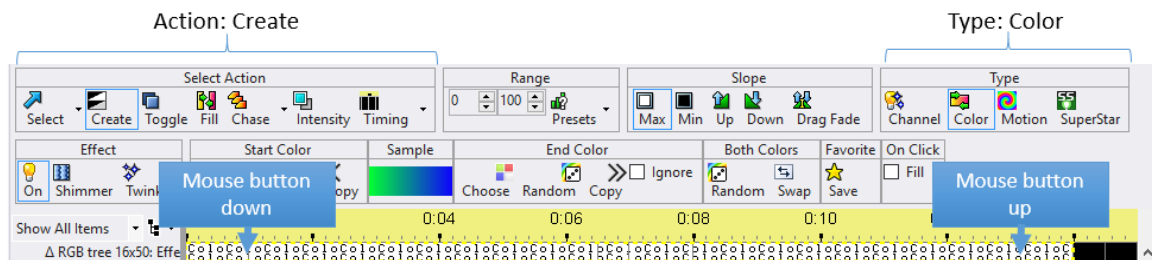 Action: Create
Type: Color
Select Action
Range
Slope
Type
0
100
Select
Create
Toggle
Fill
Chase
Intensity
Timing
Presets
Max
Min
Up
Down
Drag Fade
Channel
Color
Motion
SuperStar
Effect
Start Color
Sample
End Color
Both Colors
Favorite
On Click
On
Shimmer
Twink
opy
Choose
Random
Copy
Ignore
Random
Swap
Save
Fill
Mouse button
down
Mouse button
up
Show All Items
0:04
0:06
0:08
0:10
Δ RGB tree 16x50: Effe